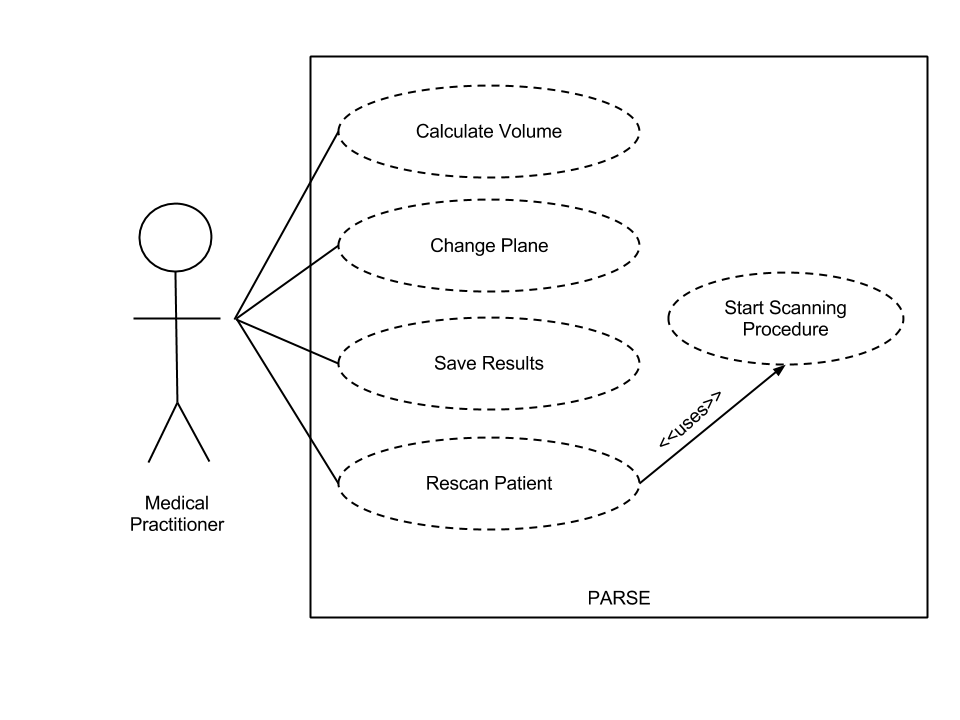 Calculate Volume
Change Plane
Start Scanning
Procedure
Save Results
<<uses>>
Rescan Patient
Medical
Practitioner
PARSE